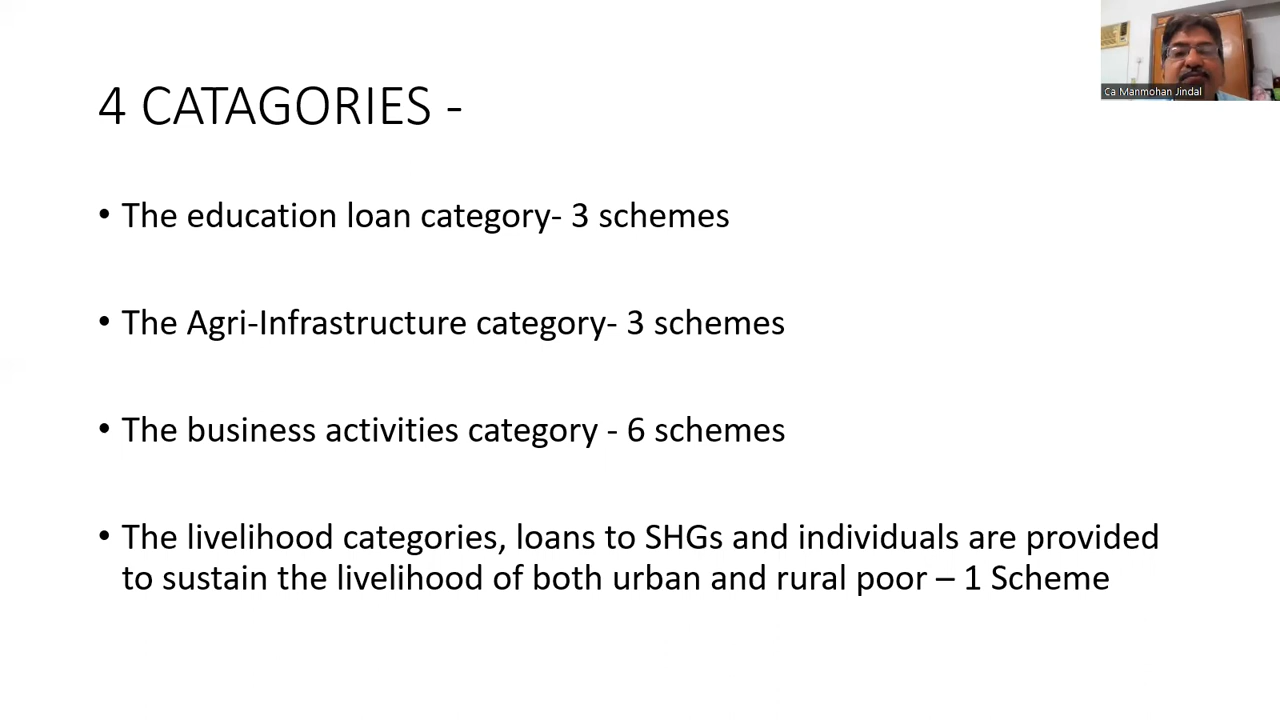 4 CATAGORIES -
Ca Manmohan Jindal
• The education loan category- 3 schemes
• The Agri-Infrastructure category- 3 schemes
• The business activities category - 6 schemes
• The livelihood categories, loans to SHGs and individuals are provided
to sustain the livelihood of both urban and rural poor – 1 Scheme